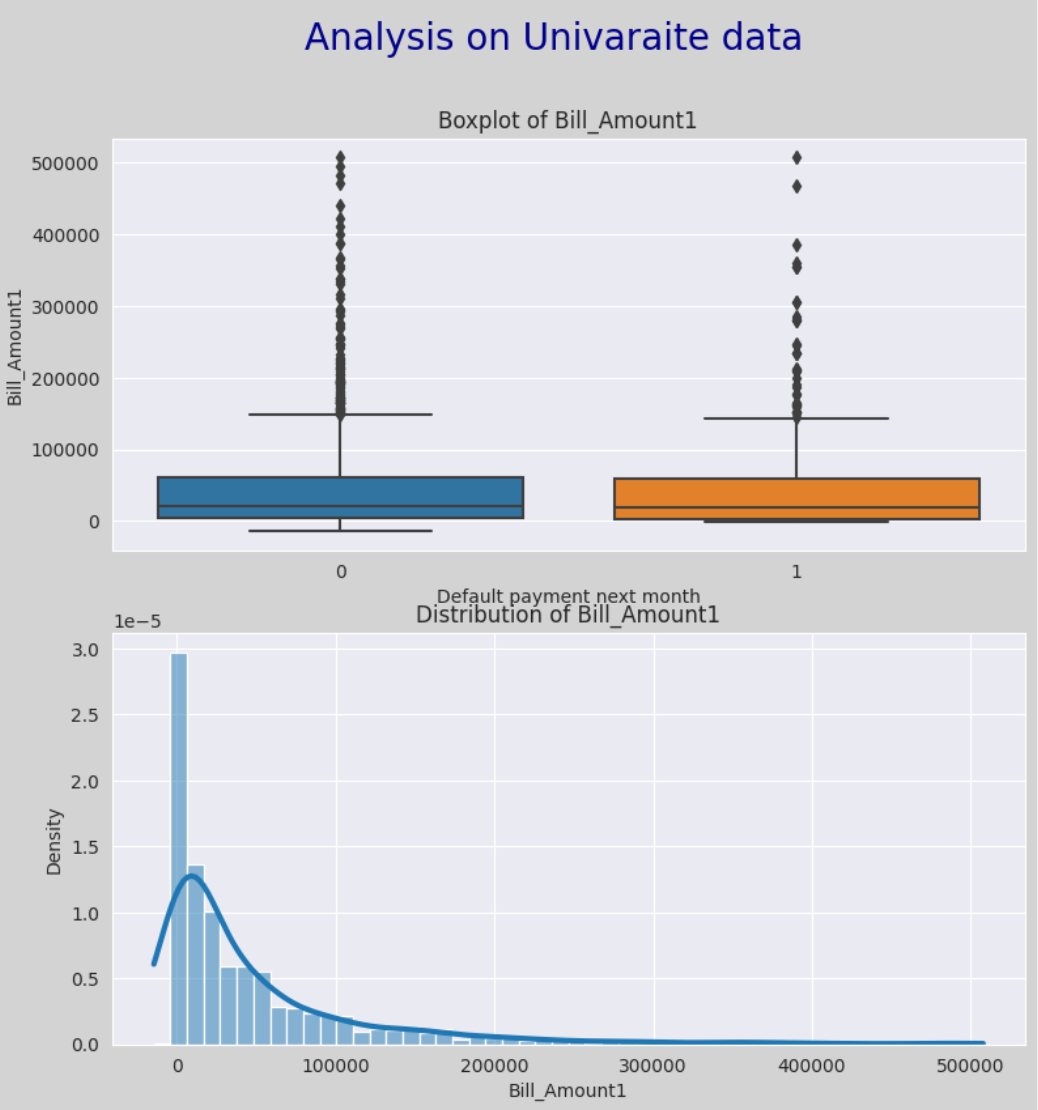 Analysis on Univaraite data
Boxplot of Bill_Amount1
500000
400000
300000
200000
100000
0
Bill_Amount1
0 1
Default payment next month
Distribution of Bill_Amount1
1e−5
3.0
2.5
2.0
1.5
1.0
0.5
0.0
Density
0 100000 200000 300000 400000 500000
Bill_Amount1